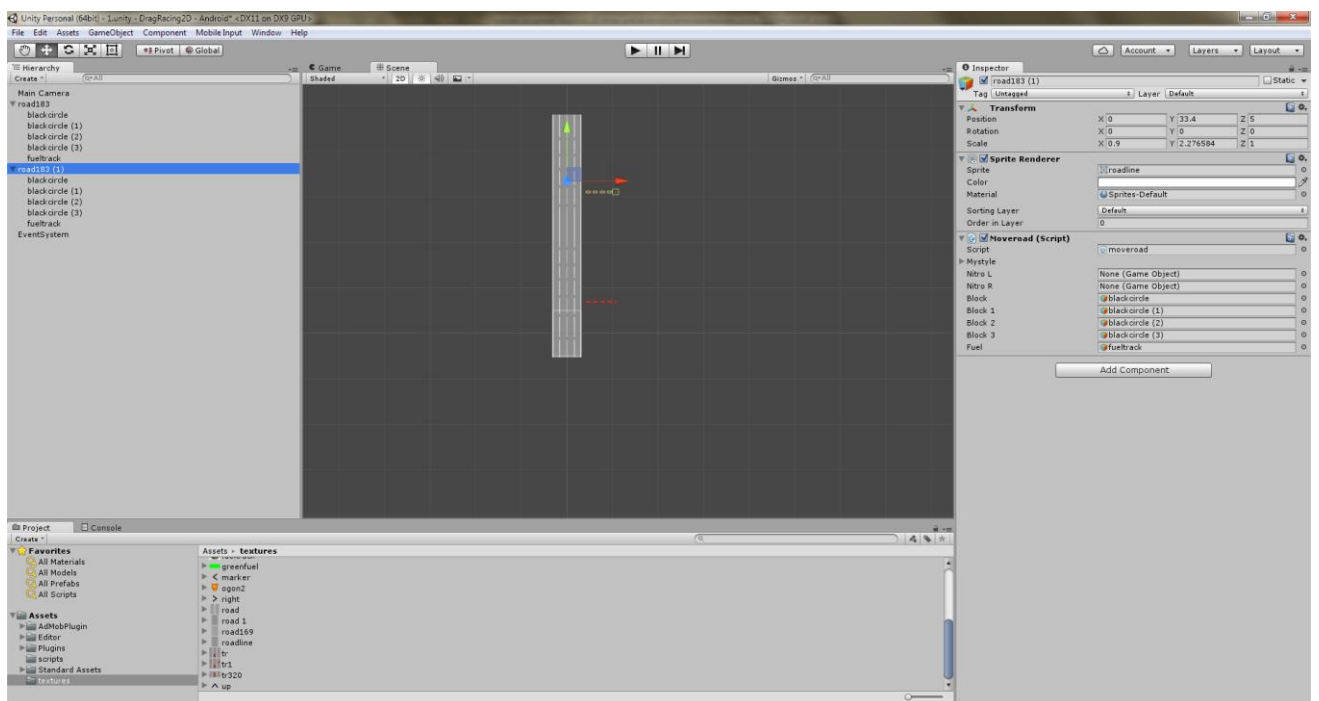 Unity Personal (64bit) - 1.unity - DragRacing2D - Android* <DX11 on DX9 GPU>
File Edit Assets GameObject Component Mobile Input Window Help
Pivot Global Account Layers Layout
Hierarchy
Create All
Main Camera
road183
blackcircle
blackcircle (1)
blackcircle (2)
blackcircle (3)
fueltrack
road183 (1)
blackcircle
blackcircle (1)
blackcircle (2)
blackcircle (3)
fueltrack
EventSystem
Game Scene
Shaded 2D Gizmos All
Inspector
road183 (1) Static
Tag Untagged Layer Default
Transform
Position X 0 Y 33.4 Z 5
Rotation X 0 Y 0 Z 0
Scale X 0.9 Y 2.276584 Z 1
Sprite Renderer
Sprite roadline
Color
Material Sprites-Default
Sorting Layer Default
Order in Layer 0
Moveroad (Script)
Script moveroad
Mystyle
Nitro L None (Game Object)
Nitro R None (Game Object)
Block blackcircle
Block 1 blackcircle (1)
Block 2 blackcircle (2)
Block 3 blackcircle (3)
Fuel fueltrack
Add Component
Project Console
Create
Favorites
All Materials
All Models
All Prefabs
All Scripts
Assets
AdMobPlugin
Editor
Plugins
scripts
Standard Assets
textures
Assets textures
greenfuel
marker
ogon2
right
road
road 1
road169
roadline
tr
tr1
tr320
up